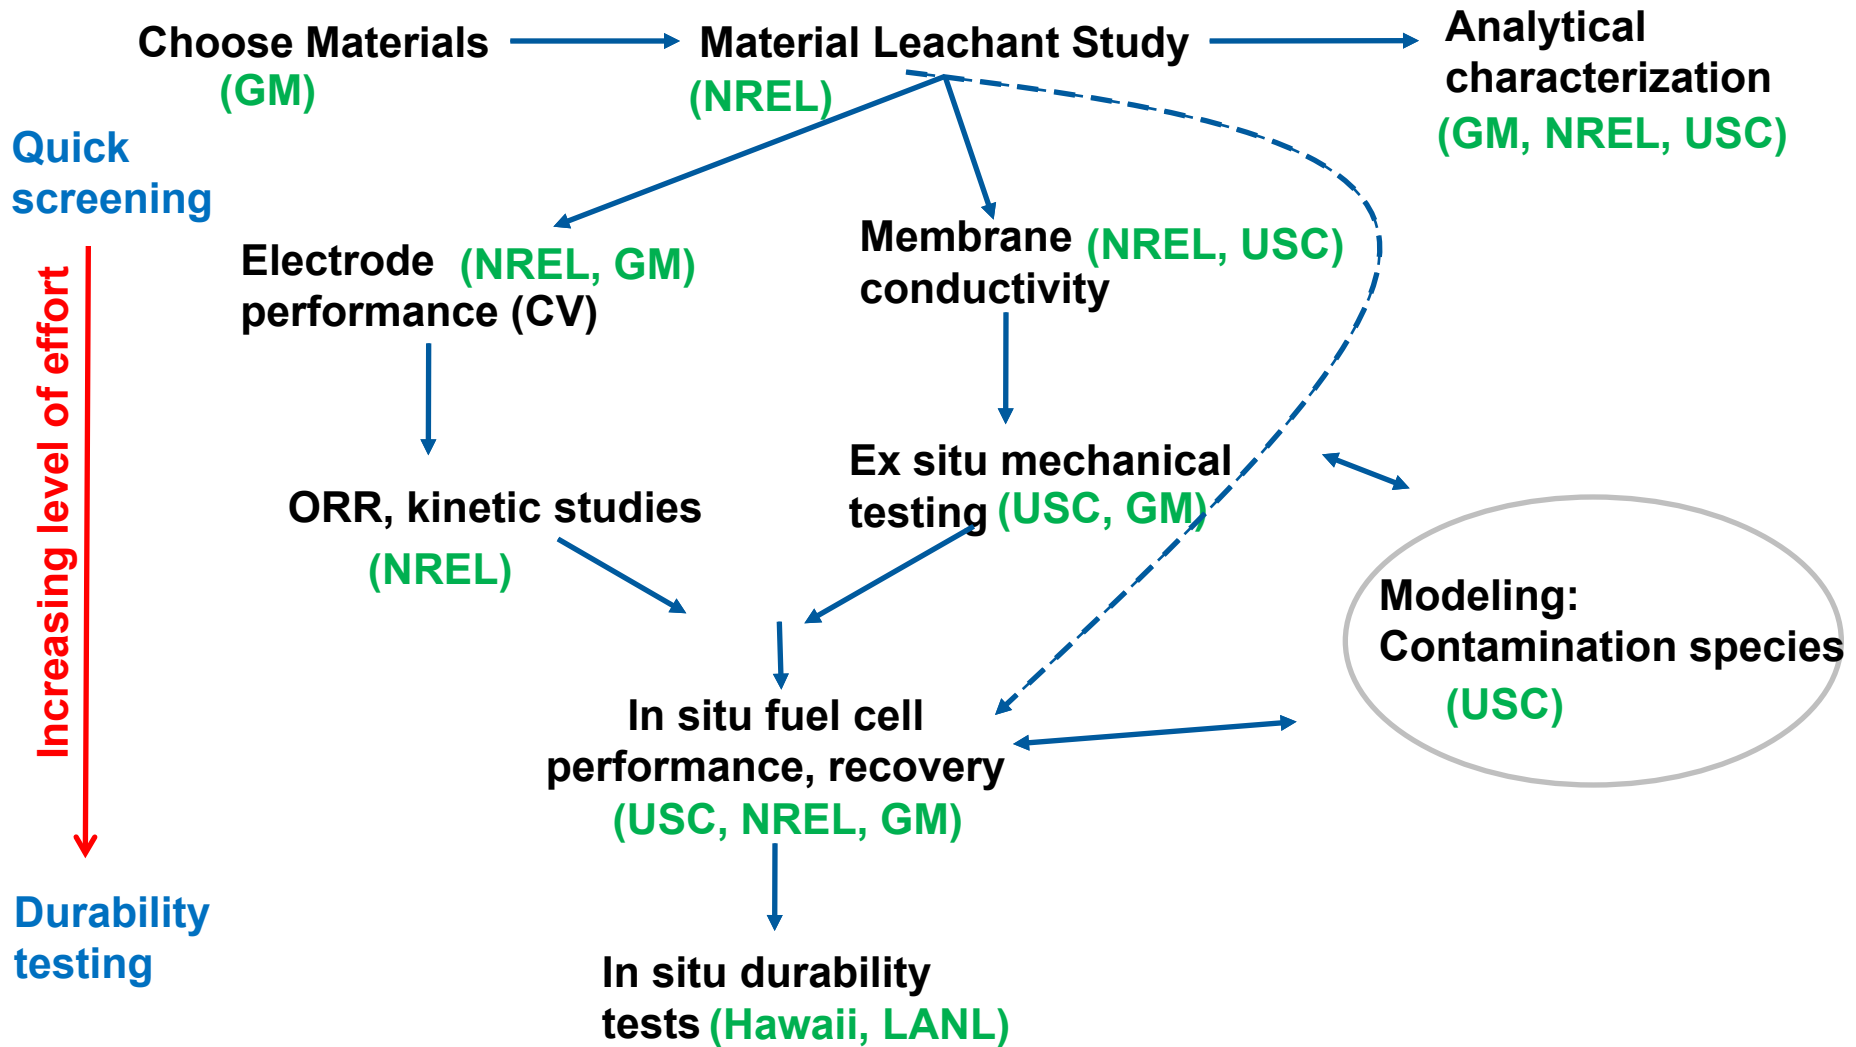 Choose Materials
(GM)
Material Leachant Study
(NREL)
Analytical
characterization
(GM, NREL, USC)
Quick
screening
Increasing level of effort
Electrode (NREL, GM)
performance (CV)
Membrane (NREL, USC)
conductivity
ORR, kinetic studies
(NREL)
Ex situ mechanical
testing (USC, GM)
Modeling:
Contamination species
(USC)
In situ fuel cell
performance, recovery
(USC, NREL, GM)
Durability
testing
In situ durability
tests (Hawaii, LANL)